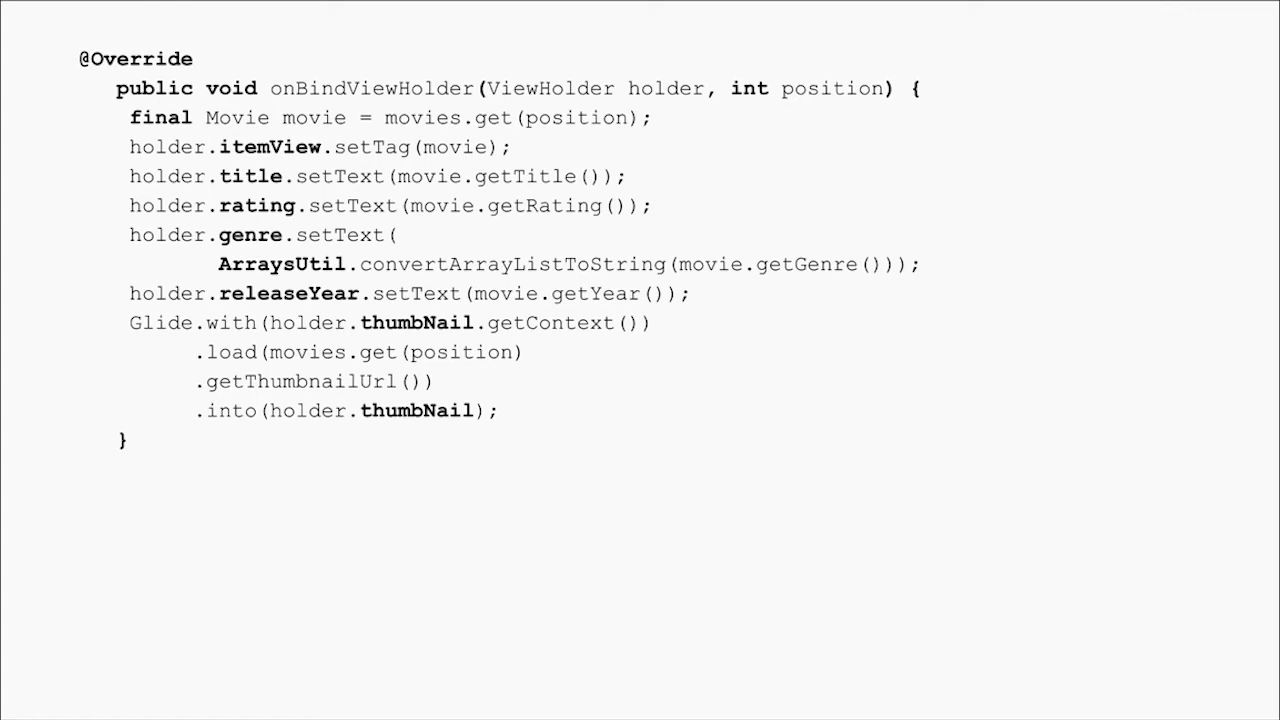 @Override
public void onBindViewHolder(ViewHolder holder, int position) {
final Movie movie = movies.get(position);
holder.itemView.setTag(movie);
holder.title.setText(movie.getTitle());
holder.rating.setText(movie.getRating());
holder.genre.setText(
ArraysUtil.convertArrayListToString(movie.getGenre()));
holder.releaseYear.setText(movie.getYear());
Glide.with(holder.thumbNail.getContext())
.load(movies.get(position)
.getThumbnailUrl())
.into(holder.thumbNail);
}